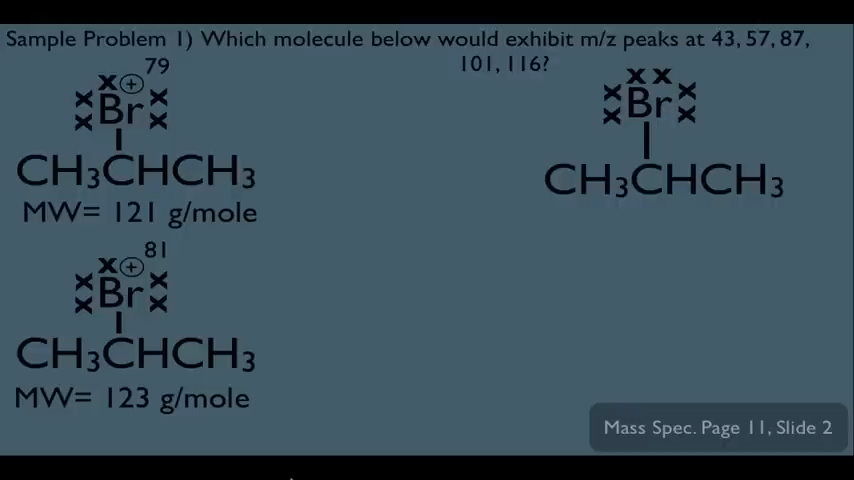 Sample Problem 1) Which molecule below would exhibit m/z peaks at 43, 57, 87,
101, 116?
79
x +
x Br x
x x
CH₃CHCH₃
MW= 121 g/mole
81
x +
x Br x
x x
CH₃CHCH₃
MW= 123 g/mole
x x
x Br x
x x
CH₃CHCH₃
Mass Spec. Page 11, Slide 2